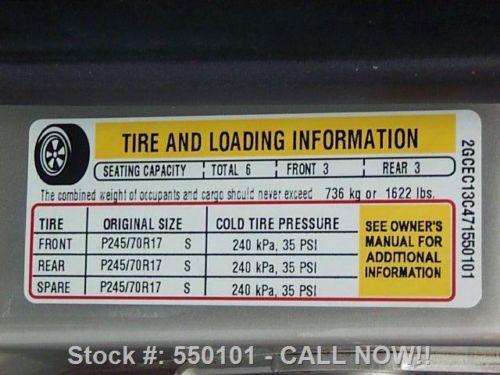 TIRE AND LOADING INFORMATION
SEATING CAPACITY TOTAL 6 FRONT 3 REAR 3
The combined weight of occupants and cargo should never exceed 736 kg or 1622 lbs.
TIRE ORIGINAL SIZE COLD TIRE PRESSURE
FRONT P245/70R17 S 240 kPa, 35 PSI
REAR P245/70R17 S 240 kPa, 35 PSI
SPARE P245/70R17 S 240 kPa, 35 PSI
SEE OWNER'S
MANUAL FOR
ADDITIONAL
INFORMATION
2GCEC13C471550101
Stock #: 550101 - CALL NOW!!